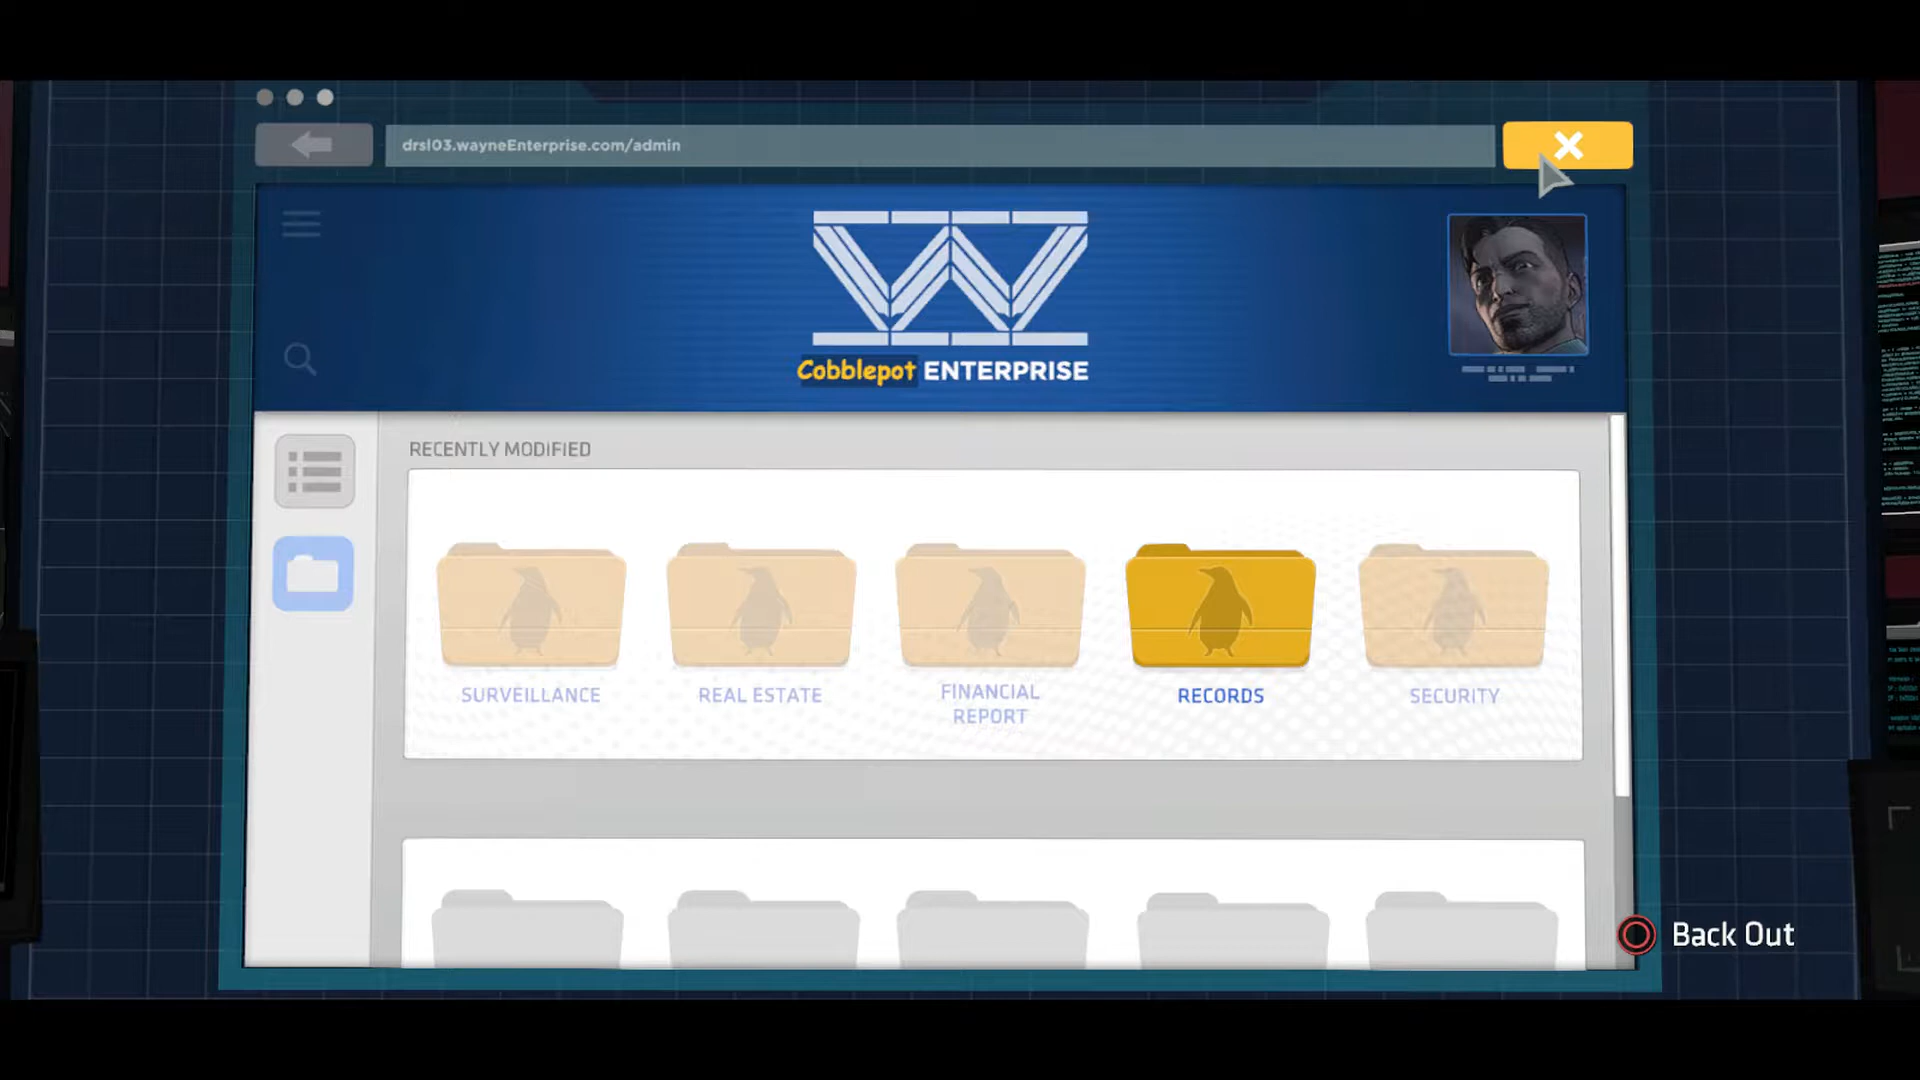 drsl03.wayneEnterprise.com/admin
Cobblepot ENTERPRISE
RECENTLY MODIFIED
SURVEILLANCE
REAL ESTATE
FINANCIAL
REPORT
RECORDS
SECURITY
Back Out